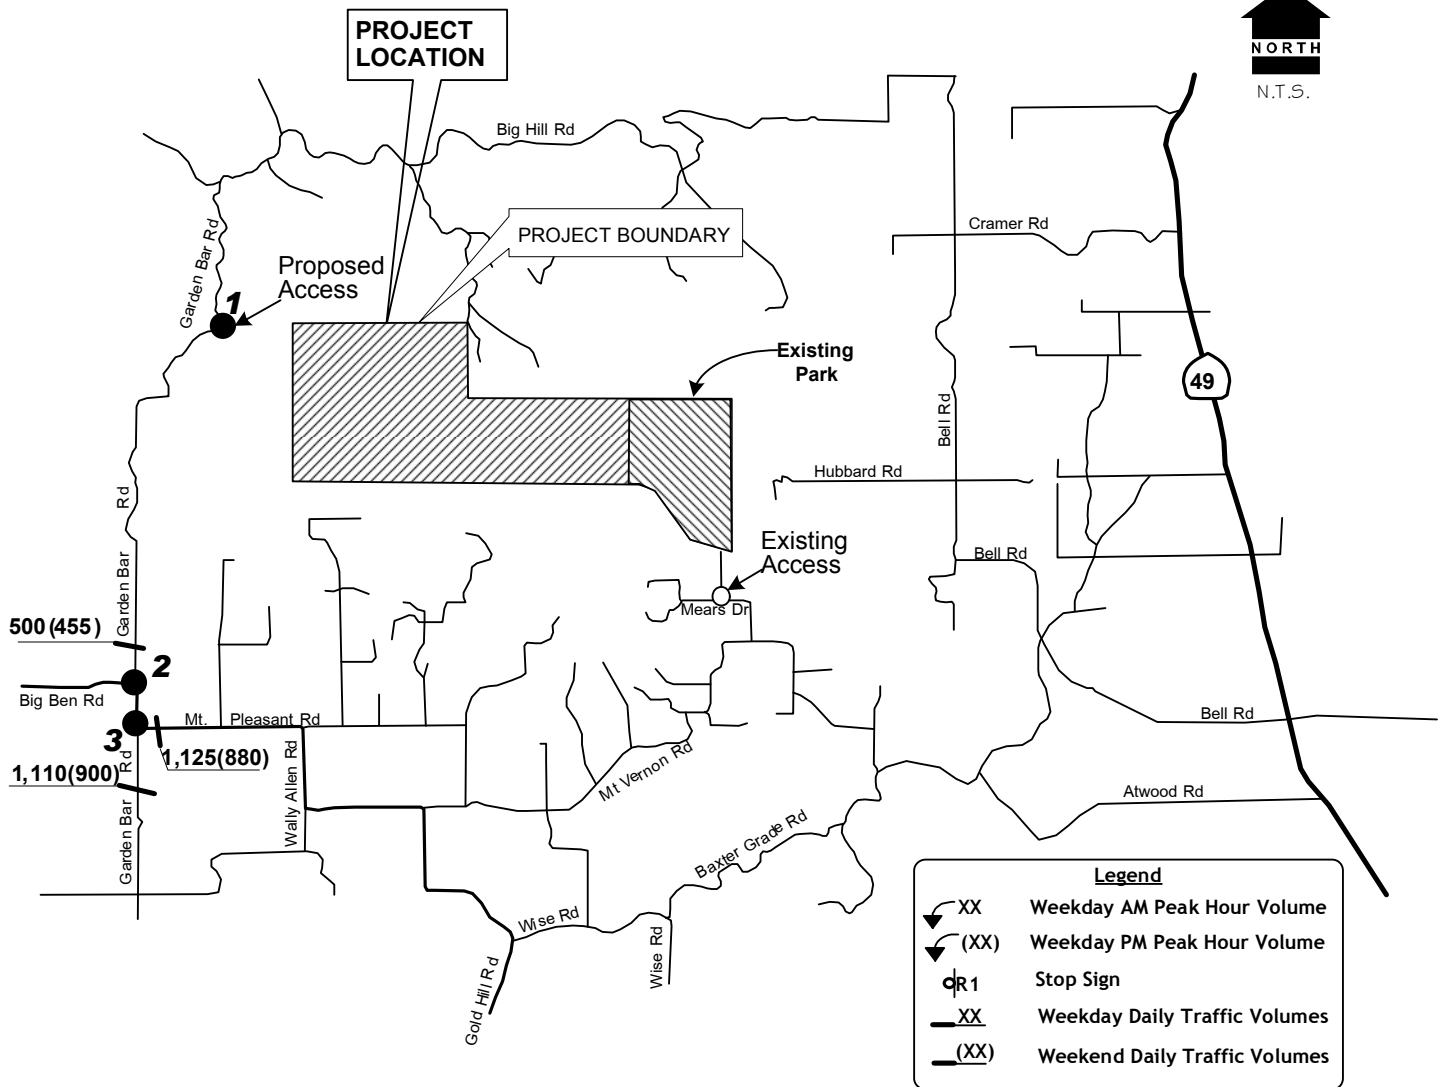 PROJECT
LOCATION
NORTH
N.T.S.
Big Hill Rd
Cramer Rd
PROJECT BOUNDARY
Garden Bar Rd
Proposed
Access
1
Existing
Park
49
Bell Rd
Hubbard Rd
Garden Bar Rd
Existing
Access
Bell Rd
Mears Dr
500(455)
2
Big Ben Rd
Mt. Pleasant Rd
Bell Rd
3
1,125(880)
1,110(900)
Garden Bar Rd
Wally Allen Rd
Mt Vernon Rd
Atwood Rd
Baxter Grade Rd
Wise Rd
Wise Rd
Gold Hill Rd
Legend
XX Weekday AM Peak Hour Volume
(XX) Weekday PM Peak Hour Volume
R1 Stop Sign
XX Weekday Daily Traffic Volumes
(XX) Weekend Daily Traffic Volumes